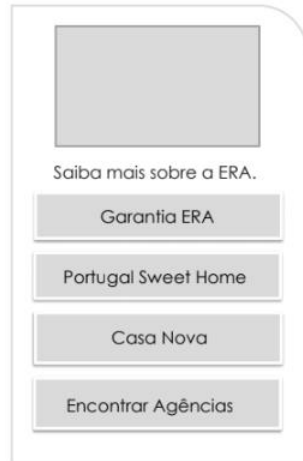 Saiba mais sobre a ERA.
Garantia ERA
Portugal Sweet Home
Casa Nova
Encontrar Agências